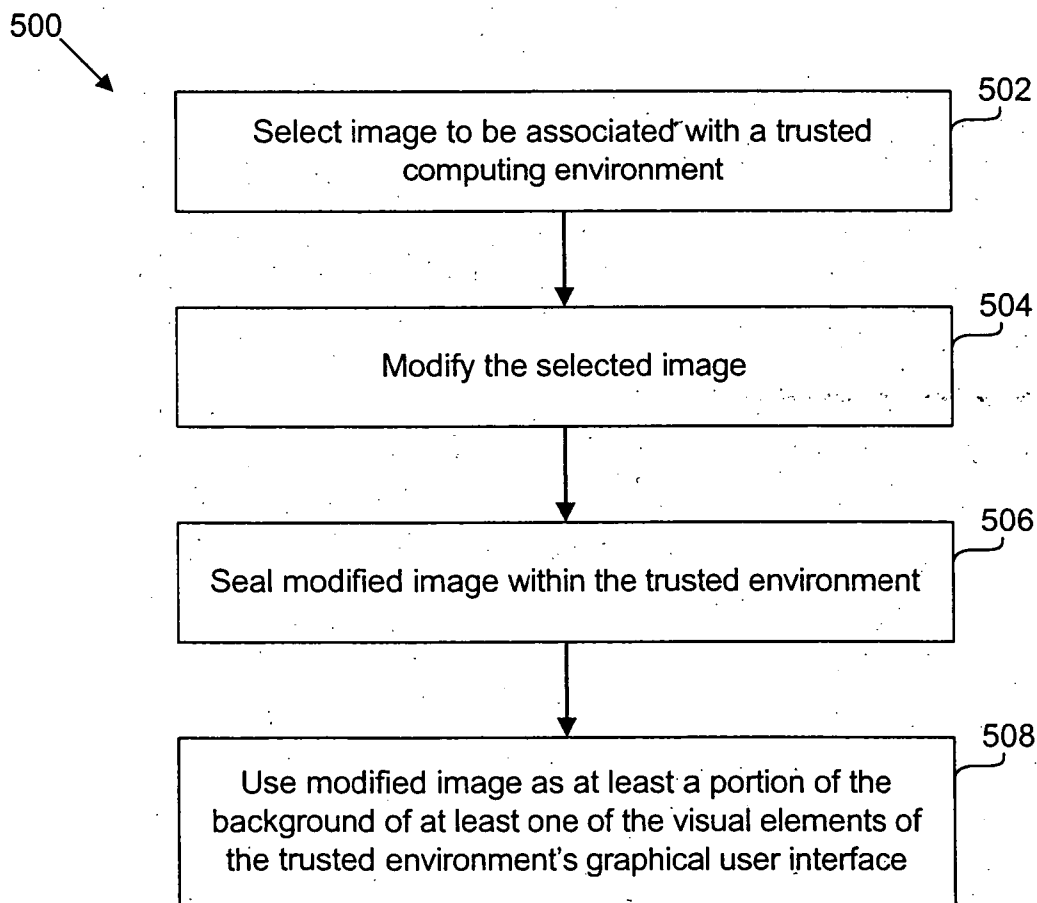 500
502
Select image to be associated with a trusted
computing environment
504
Modify the selected image
506
Seal modified image within the trusted environment
508
Use modified image as at least a portion of the
background of at least one of the visual elements of
the trusted environment's graphical user interface